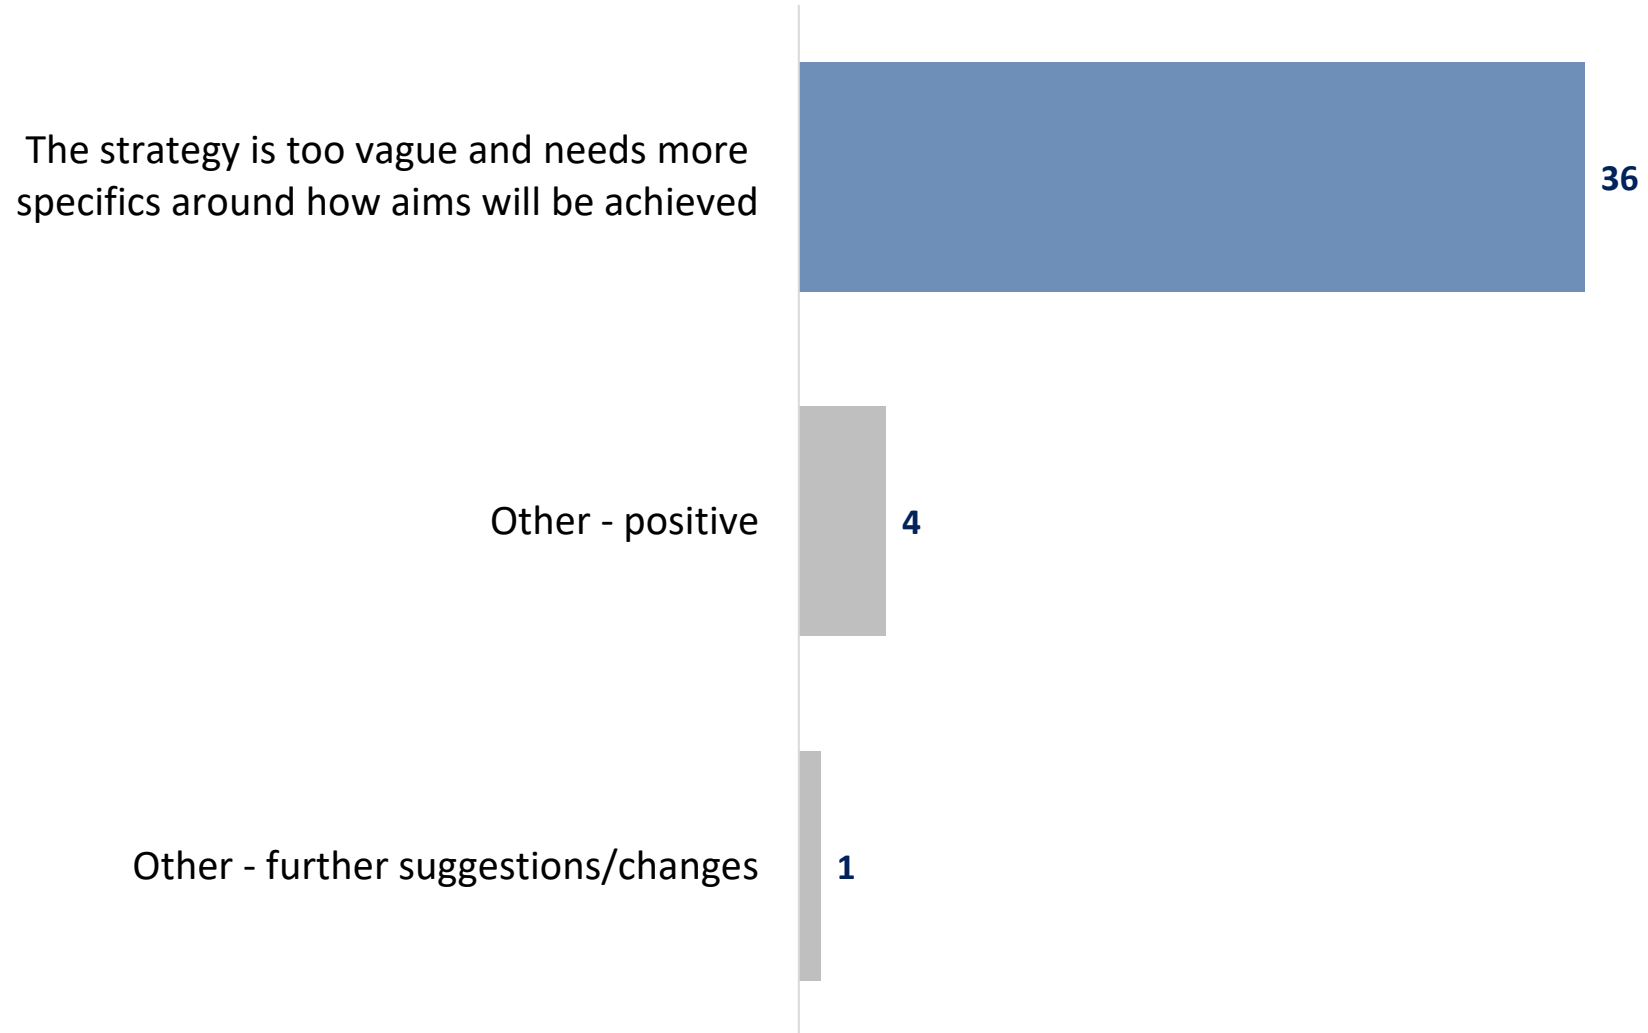 The strategy is too vague and needs more
specifics around how aims will be achieved
36
Other - positive
4
Other - further suggestions/changes
1